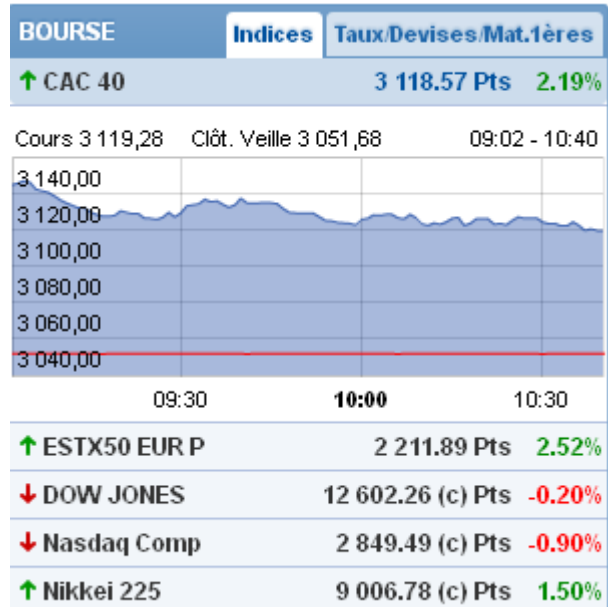 BOURSE Indices Taux/Devises/Mat.1ères
CAC 40 3 118.57 Pts 2.19%
Cours 3 119,28 Clôt. Veille 3 051,68 09:02 - 10:40
3 140,00
3 120,00
3 100,00
3 080,00
3 060,00
3 040,00
09:30 10:00 10:30
ESTX50 EUR P 2 211.89 Pts 2.52%
DOW JONES 12 602.26 (c) Pts -0.20%
Nasdaq Comp 2 849.49 (c) Pts -0.90%
Nikkei 225 9 006.78 (c) Pts 1.50%